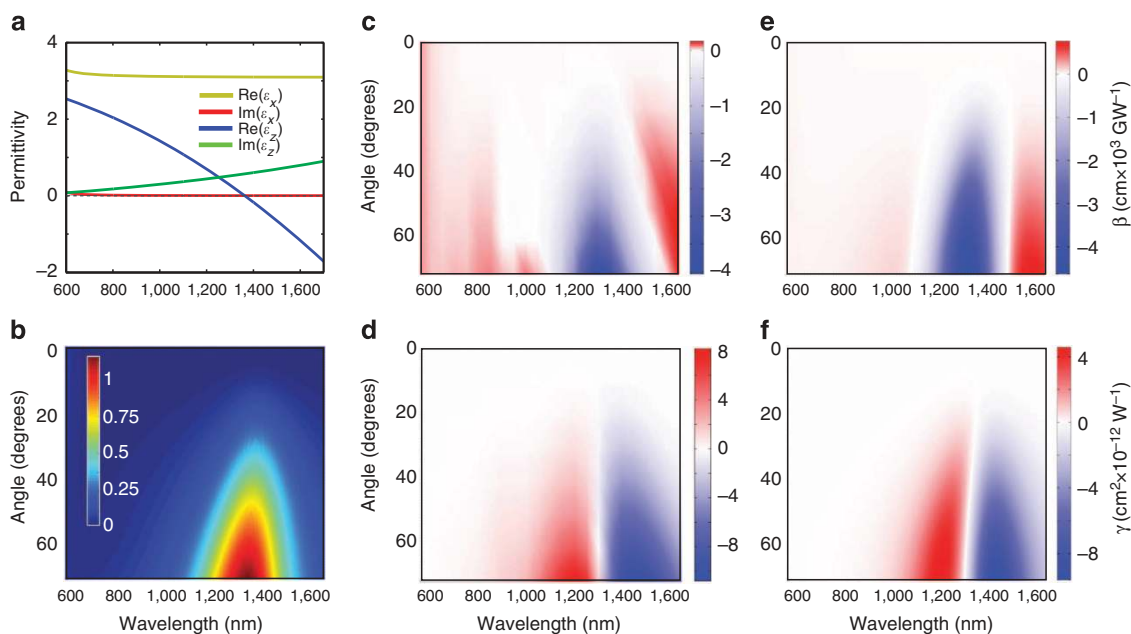 a
4
2
0
−2
Permittivity
Re(εx)
Im(εx)
Re(εz)
Im(εz)
600 800 1,000 1,200 1,400 1,600
b
1
0.75
0.5
0.25
0
0
20
40
60
Angle (degrees)
600 800 1,000 1,200 1,400 1,600
Wavelength (nm)
c
0
20
40
60
Angle (degrees)
600 800 1,000 1,200 1,400 1,600
0
−1
−2
−3
−4
d
0
20
40
60
Angle (degrees)
600 800 1,000 1,200 1,400 1,600
Wavelength (nm)
8
4
0
−4
−8
e
0
20
40
60
600 800 1,000 1,200 1,400 1,600
0
−1
−2
−3
−4
β (cm×10³ GW⁻¹)
f
0
20
40
60
600 800 1,000 1,200 1,400 1,600
Wavelength (nm)
4
0
−4
−8
γ (cm²×10⁻¹² W⁻¹)